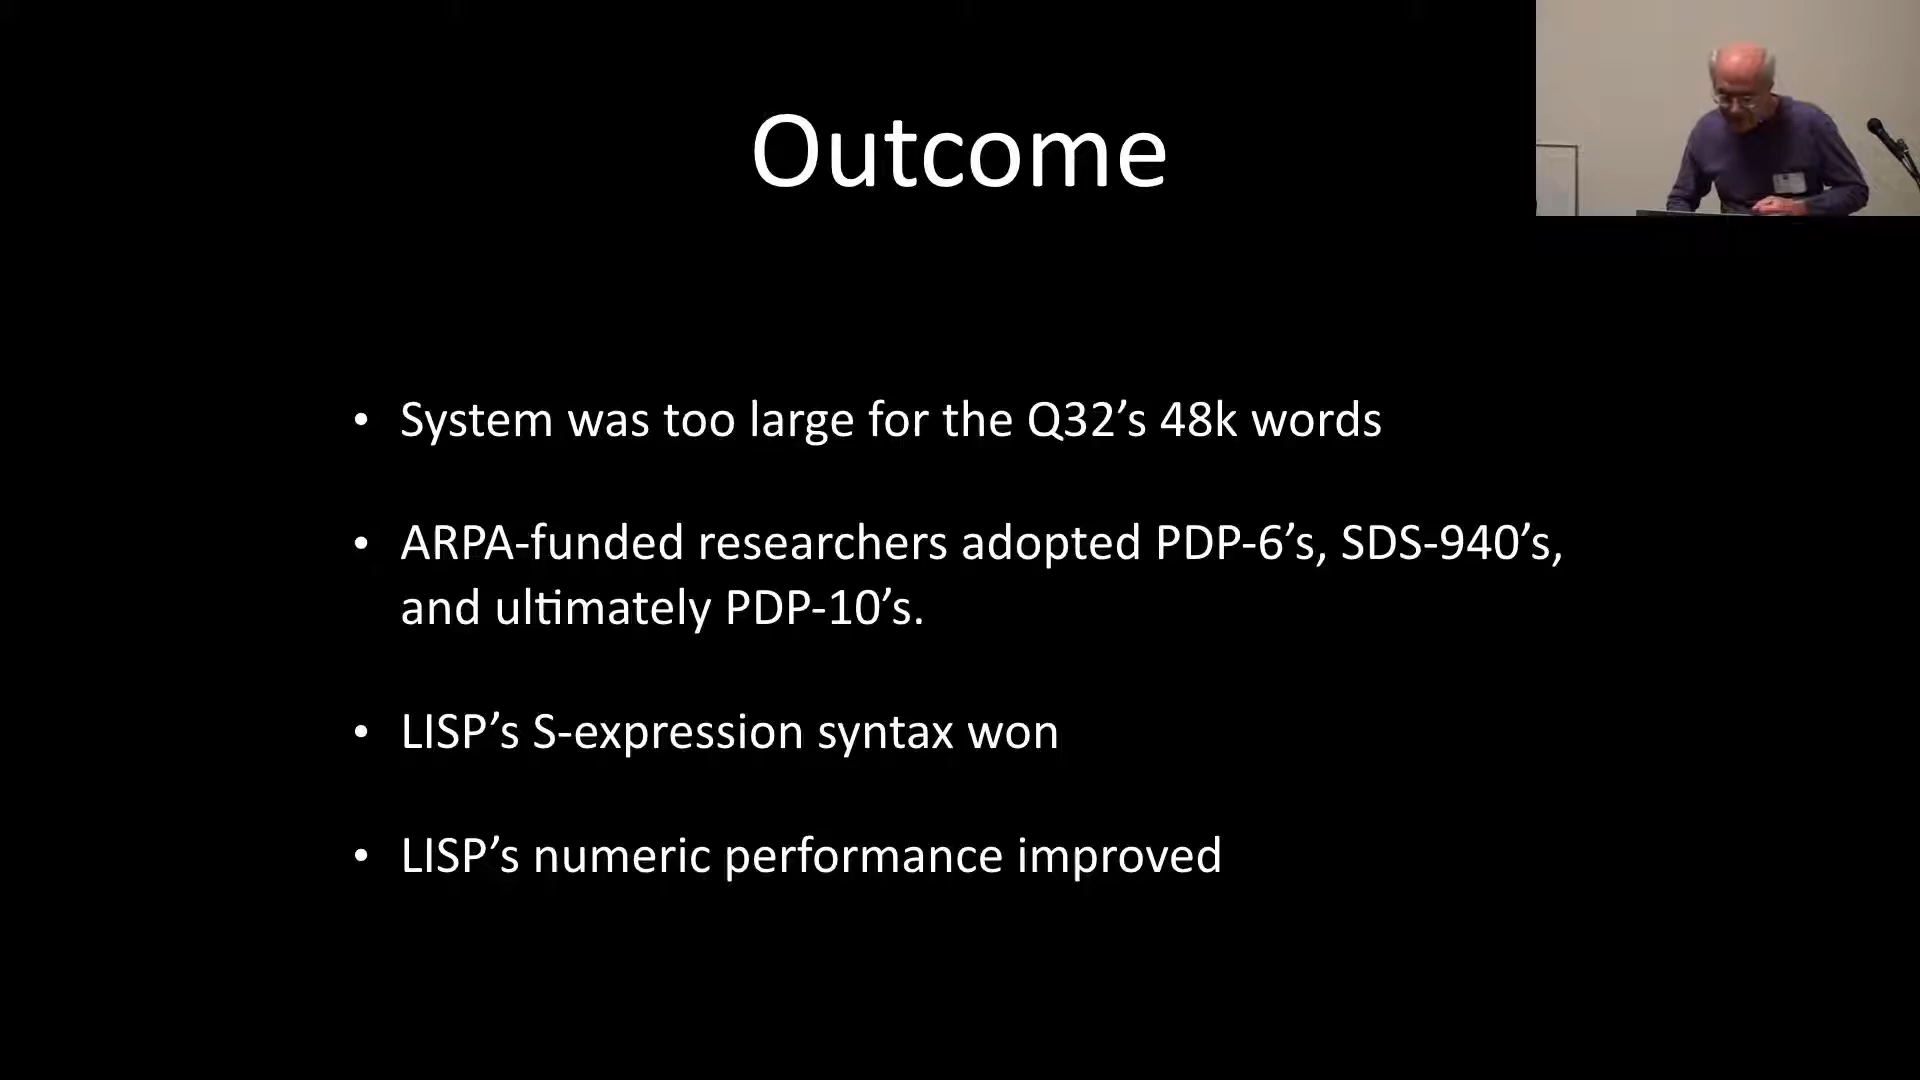 Outcome
• System was too large for the Q32’s 48k words
• ARPA-funded researchers adopted PDP-6’s, SDS-940’s,
and ultimately PDP-10’s.
• LISP’s S-expression syntax won
• LISP’s numeric performance improved